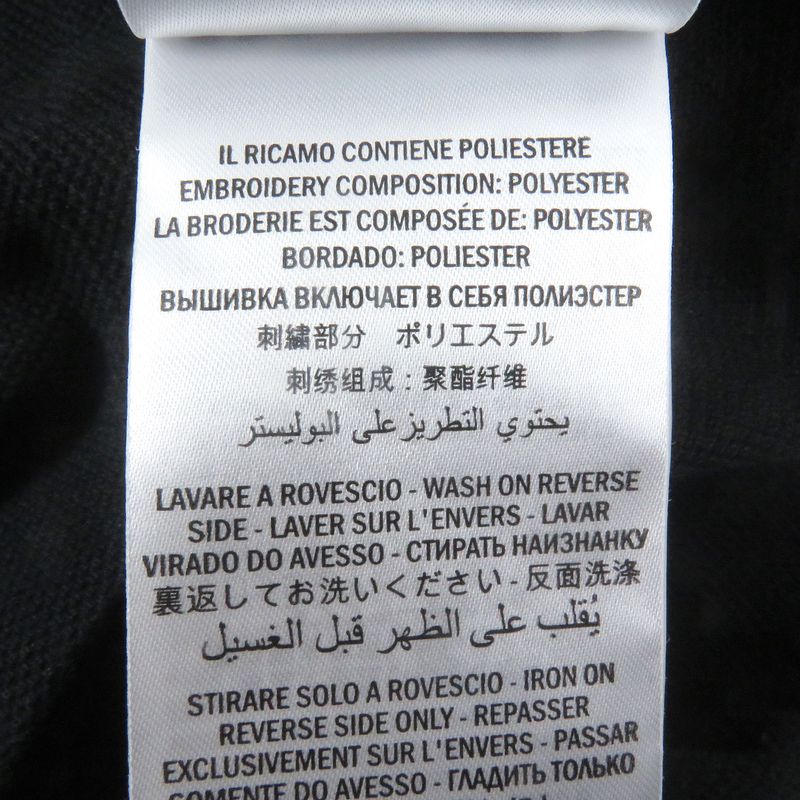 IL RICAMO CONTIENE POLIESTERE
EMBROIDERY COMPOSITION: POLYESTER
LA BRODERIE EST COMPOSÉE DE: POLYESTER
BORDADO: POLIESTER
ВЫШИВКА ВКЛЮЧАЕТ В СЕБЯ ПОЛИЭСТЕР
刺繍部分　ポリエステル
刺绣组成：聚酯纤维
يحتوي التطريز على البوليستر
LAVARE A ROVESCIO - WASH ON REVERSE
SIDE - LAVER SUR L'ENVERS - LAVAR
VIRADO DO AVESSO - СТИРАТЬ НАИЗНАНКУ
裏返してお洗いください - 反面洗涤
يُقلب على الظهر قبل الغسيل
STIRARE SOLO A ROVESCIO - IRON ON
REVERSE SIDE ONLY - REPASSER
EXCLUSIVEMENT SUR L'ENVERS - PASSAR
SOMENTE DO AVESSO - ГЛАДИТЬ ТОЛЬКО